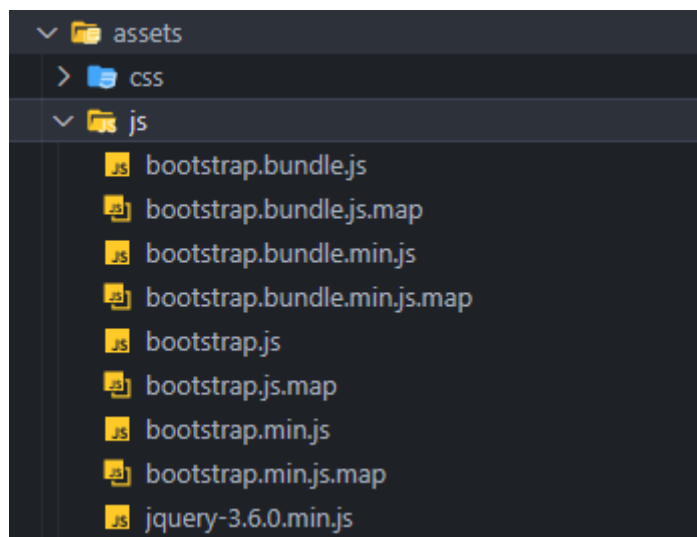 assets
css
js
bootstrap.bundle.js
bootstrap.bundle.js.map
bootstrap.bundle.min.js
bootstrap.bundle.min.js.map
bootstrap.js
bootstrap.js.map
bootstrap.min.js
bootstrap.min.js.map
jquery-3.6.0.min.js